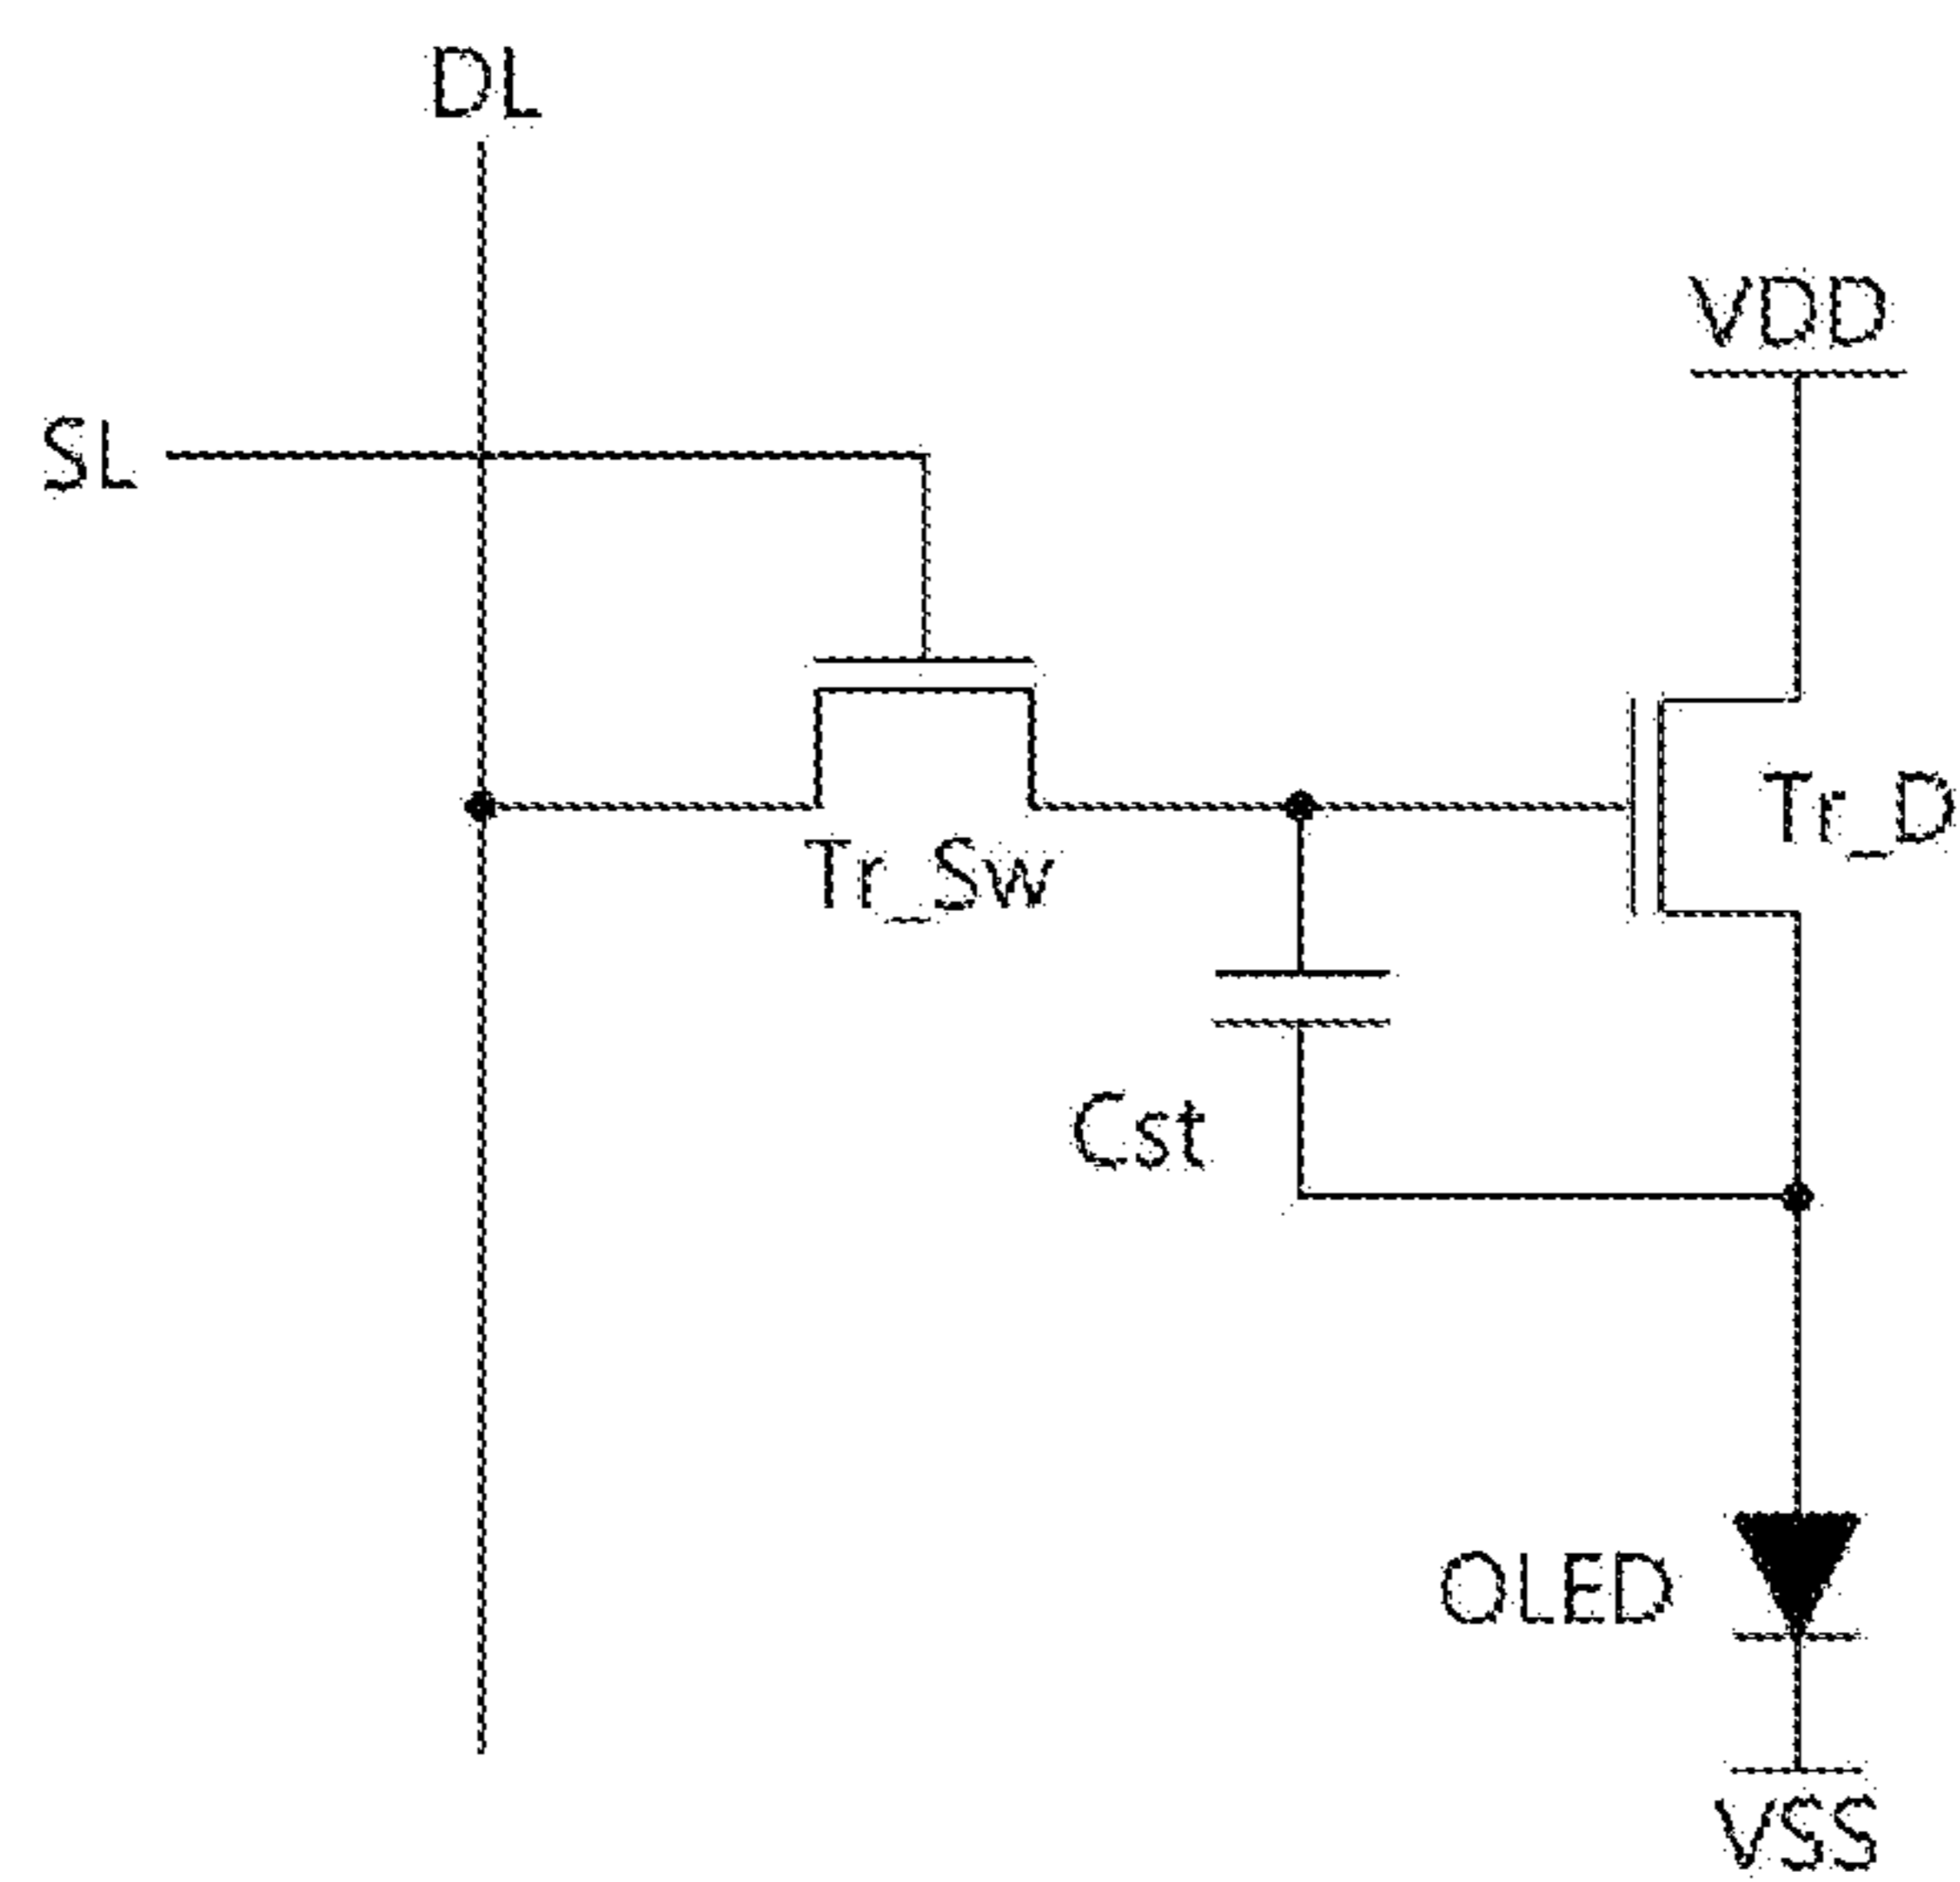 DL
VDD
SL
Tr_D
Tr_Sw
Cst
OLED
VSS